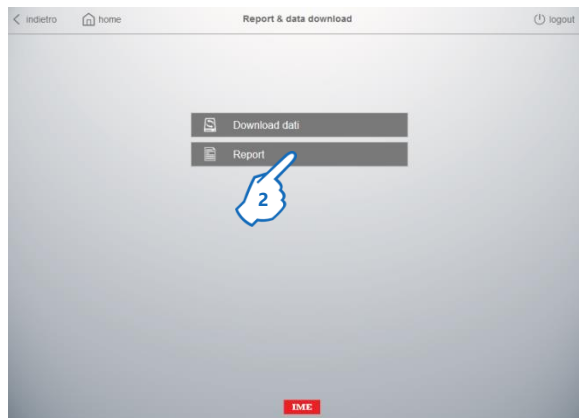 indietro home Report & data download logout
Download dati
Report
2
IME